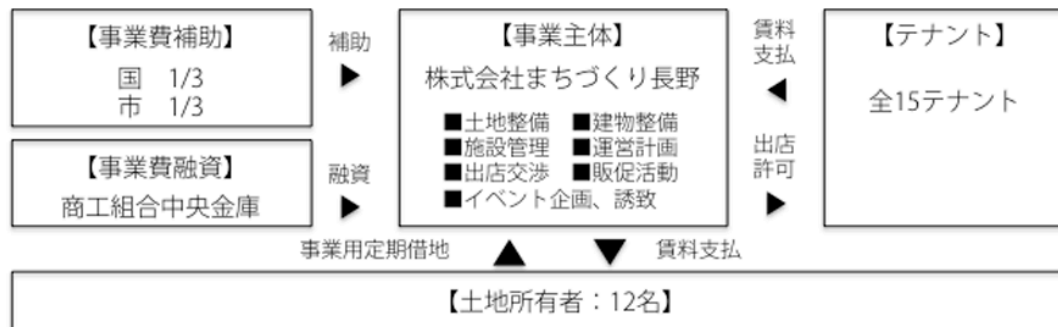 【事業費補助】
国 1/3
市 1/3
【事業費融資】
商工組合中央金庫
補助
▶
融資
▶
【事業主体】
株式会社まちづくり長野
■土地整備 ■建物整備
■施設管理 ■運営計画
■出店交渉 ■販促活動
■イベント企画、誘致
賃料
支払
◀
出店
許可
▶
【テナント】
全15テナント
事業用定期借地 ▲ ▼ 賃料支払
【土地所有者：12名】